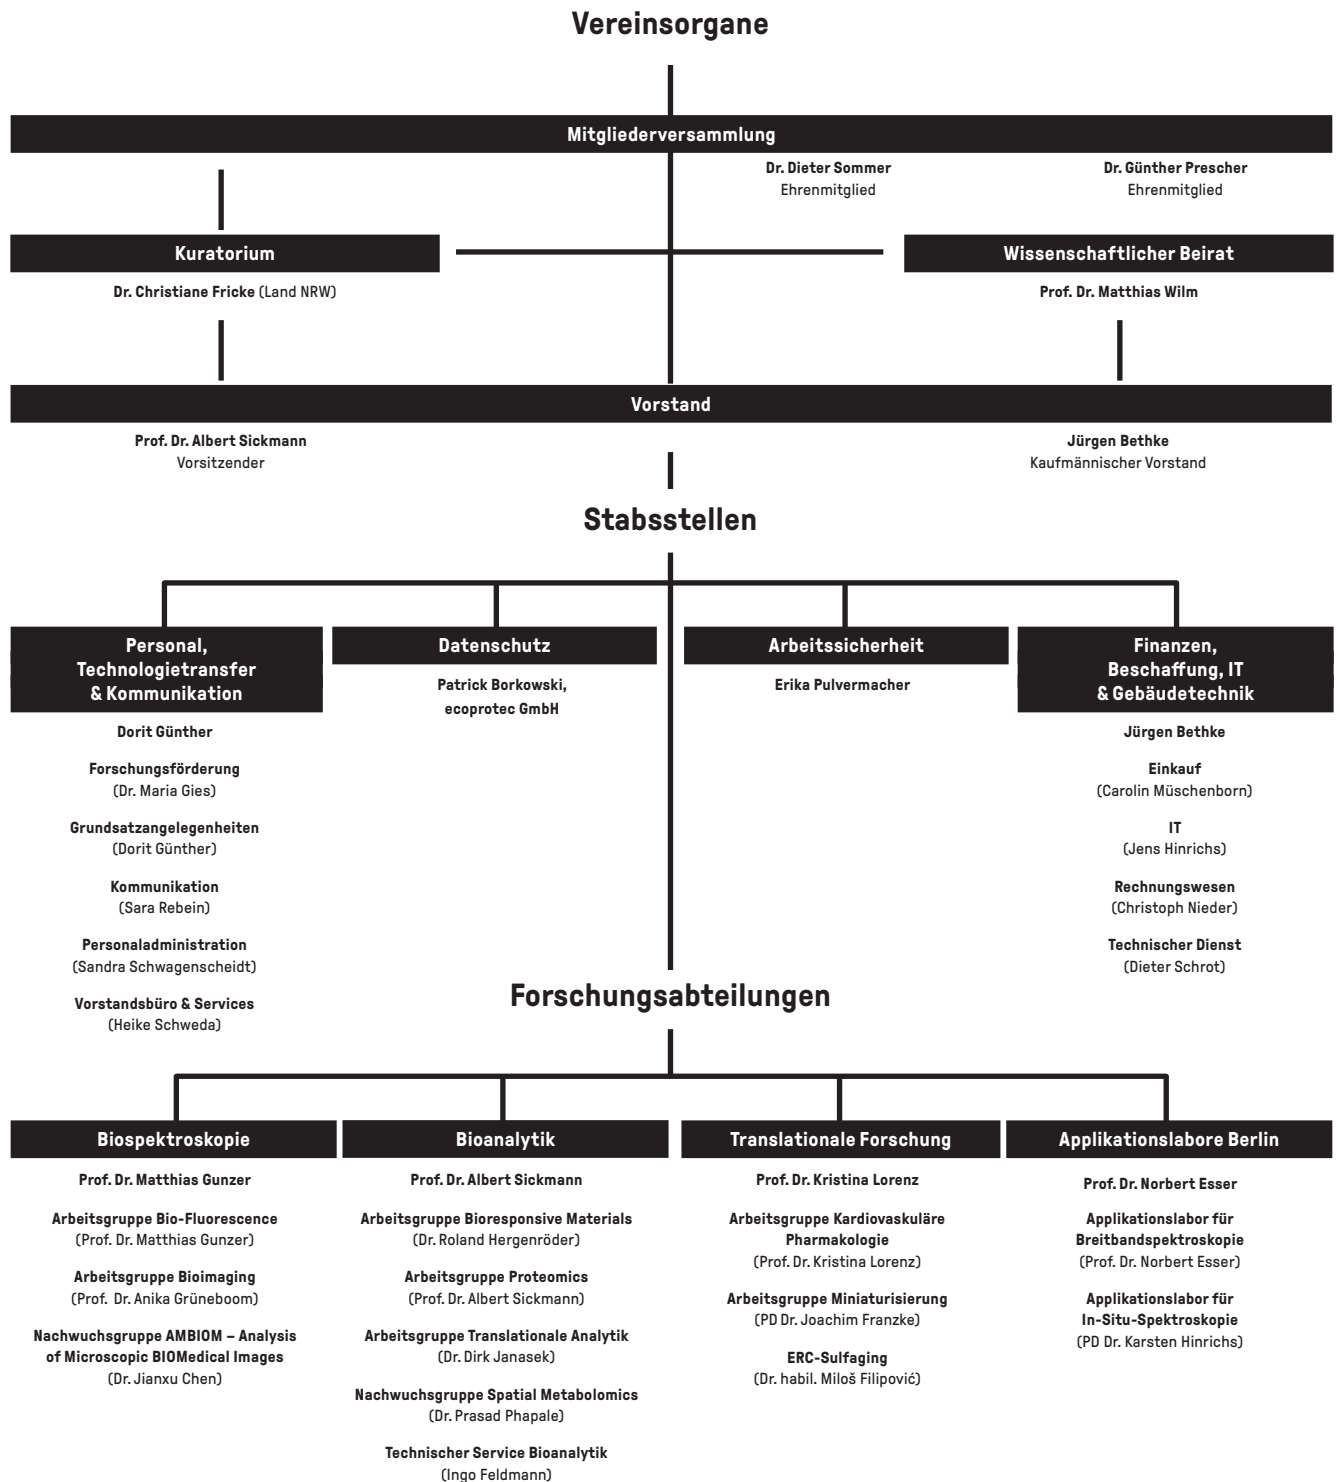 Vereinsorgane
Mitgliederversammlung
Dr. Dieter Sommer
Ehrenmitglied
Dr. Günther Prescher
Ehrenmitglied
Kuratorium
Dr. Christiane Fricke (Land NRW)
Wissenschaftlicher Beirat
Prof. Dr. Matthias Wilm
Vorstand
Prof. Dr. Albert Sickmann
Vorsitzender
Jürgen Bethke
Kaufmännischer Vorstand
Stabsstellen
Personal,
Technologietransfer
& Kommunikation
Dorit Günther
Forschungsförderung
(Dr. Maria Gies)
Grundsatzangelegenheiten
(Dorit Günther)
Kommunikation
(Sara Rebein)
Personaladministration
(Sandra Schwagenscheidt)
Vorstandsbüro & Services
(Heike Schweda)
Datenschutz
Patrick Borkowski,
ecoprotec GmbH
Arbeitssicherheit
Erika Pulvermacher
Finanzen,
Beschaffung, IT
& Gebäudetechnik
Jürgen Bethke
Einkauf
(Carolin Müschenborn)
IT
(Jens Hinrichs)
Rechnungswesen
(Christoph Nieder)
Technischer Dienst
(Dieter Schrot)
Forschungsabteilungen
Biospektroskopie
Prof. Dr. Matthias Gunzer
Arbeitsgruppe Bio-Fluorescence
(Prof. Dr. Matthias Gunzer)
Arbeitsgruppe Bioimaging
(Prof. Dr. Anika Grüneboom)
Nachwuchsgruppe AMBIOM – Analysis
of Microscopic BIOMedical Images
(Dr. Jianxu Chen)
Bioanalytik
Prof. Dr. Albert Sickmann
Arbeitsgruppe Bioresponsive Materials
(Dr. Roland Hergenröder)
Arbeitsgruppe Proteomics
(Prof. Dr. Albert Sickmann)
Arbeitsgruppe Translationale Analytik
(Dr. Dirk Janasek)
Nachwuchsgruppe Spatial Metabolomics
(Dr. Prasad Phapale)
Technischer Service Bioanalytik
(Ingo Feldmann)
Translationale Forschung
Prof. Dr. Kristina Lorenz
Arbeitsgruppe Kardiovaskuläre
Pharmakologie
(Prof. Dr. Kristina Lorenz)
Arbeitsgruppe Miniaturisierung
(PD Dr. Joachim Franzke)
ERC-Sulfaging
(Dr. habil. Miloš Filipović)
Applikationslabore Berlin
Prof. Dr. Norbert Esser
Applikationslabor für
Breitbandspektroskopie
(Prof. Dr. Norbert Esser)
Applikationslabor für
In-Situ-Spektroskopie
(PD Dr. Karsten Hinrichs)